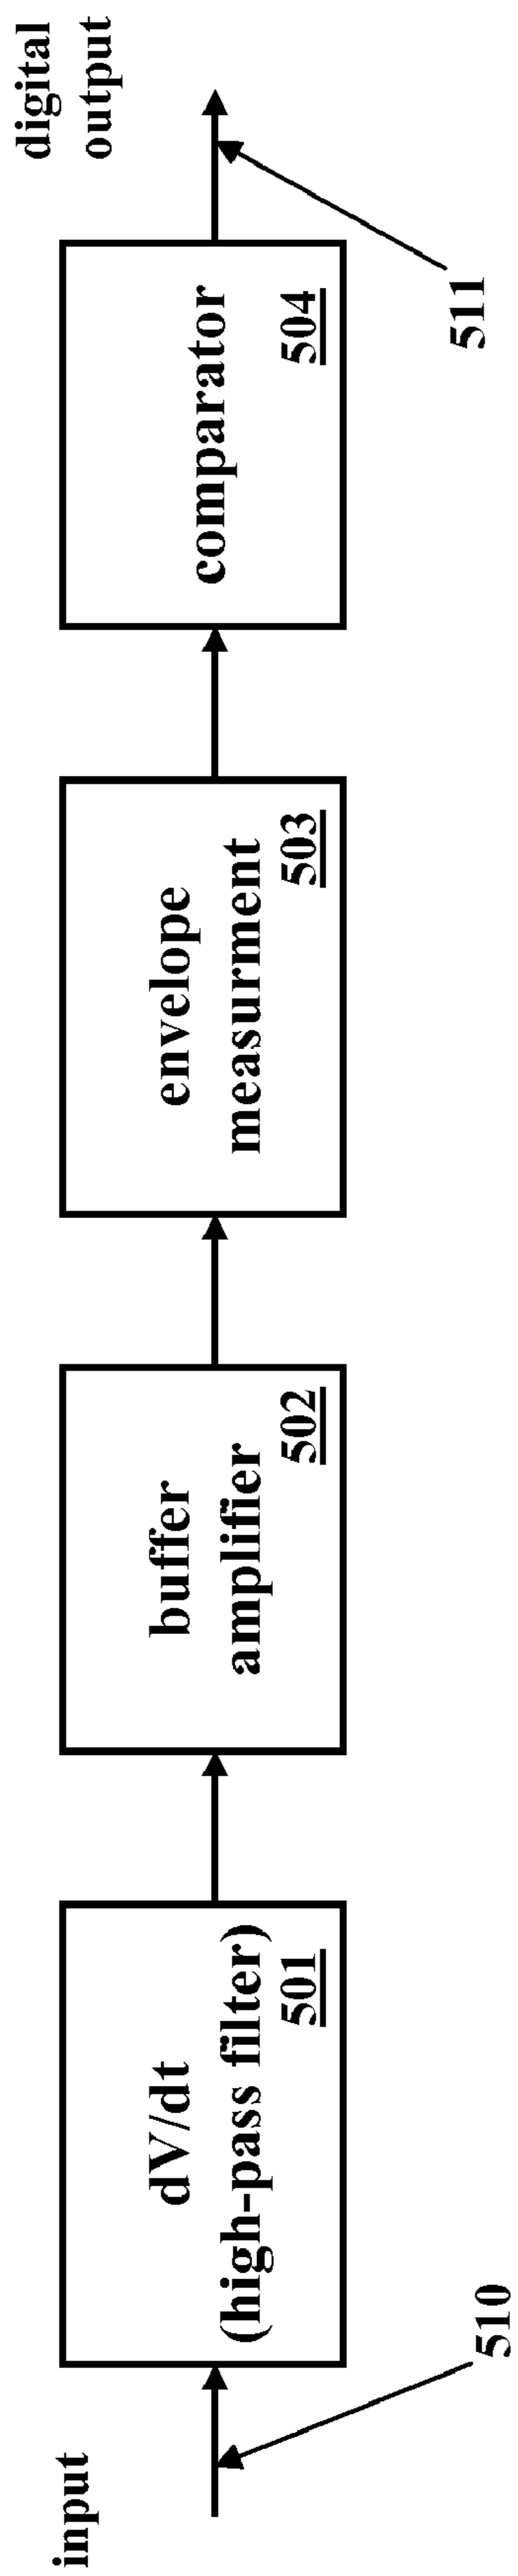 input
510
dV/dt
(high-pass filter)
501
buffer
amplifier
502
envelope
measurment
503
comparator
504
digital
output
511